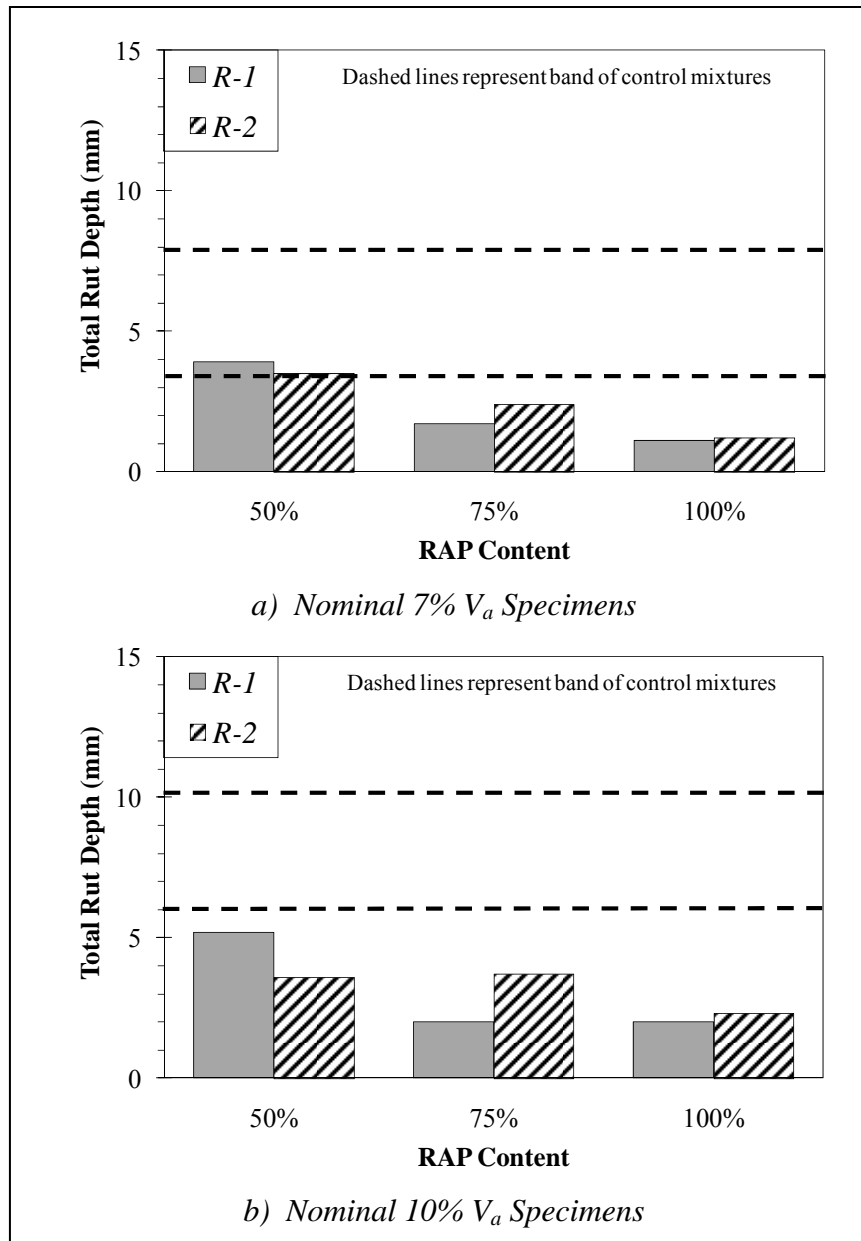 15
R-1
Dashed lines represent band of control mixtures
R-2
10
5
0
Total Rut Depth (mm)
50% 75% 100%
RAP Content
a) Nominal 7% Va Specimens
15
R-1
Dashed lines represent band of control mixtures
R-2
10
5
0
Total Rut Depth (mm)
50% 75% 100%
RAP Content
b) Nominal 10% Va Specimens